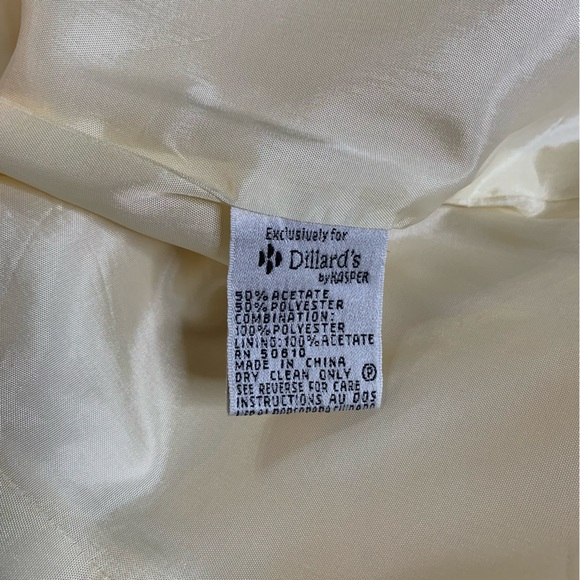 Exclusively for
Dillard's
by KASPER
50% ACETATE
50% POLYESTER
COMBINATION:
100% POLYESTER
LINING: 100% ACETATE
RN 50610
MADE IN CHINA
DRY CLEAN ONLY Ⓟ
SEE REVERSE FOR CARE
INSTRUCTIONS AU DOS